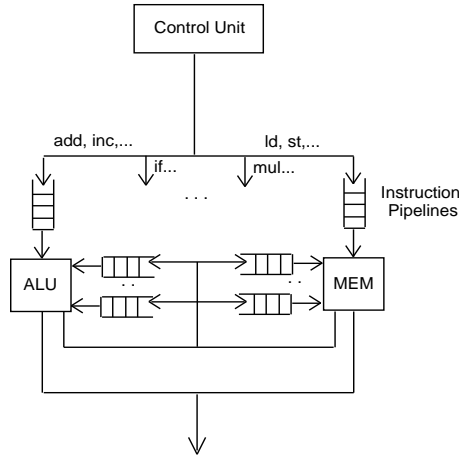 Control Unit
add, inc,...
ld, st,...
if...
mul...
. . .
Instruction
Pipelines
ALU
. .
. .
MEM